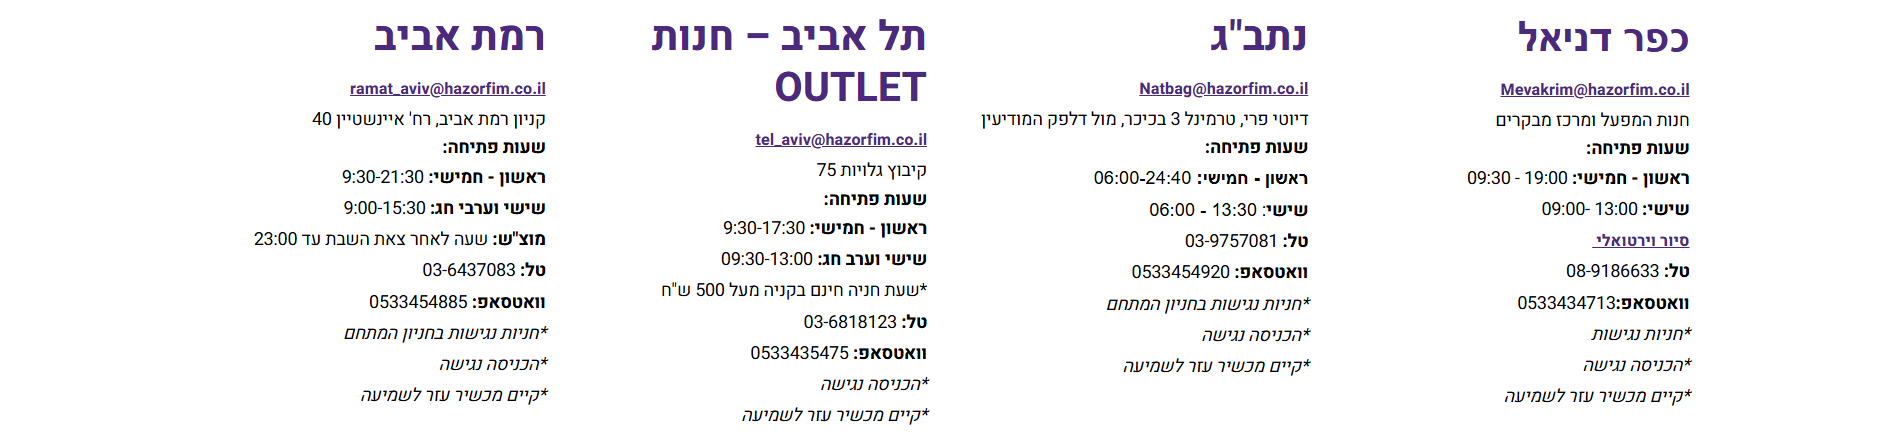 כפר דניאל
Mevakrim@hazorfim.co.il
חנות המפעל ומרכז מבקרים
שעות פתיחה:
ראשון - חמישי: 19:00 - 09:30
שישי: 13:00 -09:00
סיור וירטואלי
טל: 08-9186633
וואטסאפ:0533434713
*חניות נגישות
*הכניסה נגישה
*קיים מכשיר עזר לשמיעה
נתב"ג
Natbag@hazorfim.co.il
דיוטי פרי, טרמינל 3 בכיכר, מול דלפק המודיעין
שעות פתיחה:
ראשון - חמישי: 06:00-24:40
שישי: 13:30 - 06:00
טל: 03-9757081
וואטסאפ: 0533454920
*חניות נגישות בחניון המתחם
*הכניסה נגישה
*קיים מכשיר עזר לשמיעה
תל אביב – חנות
OUTLET
tel_aviv@hazorfim.co.il
קיבוץ גלויות 75
שעות פתיחה:
ראשון - חמישי: 9:30-17:30
שישי וערב חג: 09:30-13:00
*שעת חניה חינם בקניה מעל 500 ש"ח
טל: 03-6818123
וואטסאפ: 0533435475
*הכניסה נגישה
*קיים מכשיר עזר לשמיעה
רמת אביב
ramat_aviv@hazorfim.co.il
קניון רמת אביב, רח' איינשטיין 40
שעות פתיחה:
ראשון - חמישי: 9:30-21:30
שישי וערבי חג: 9:00-15:30
מוצ"ש: שעה לאחר צאת השבת עד 23:00
טל: 03-6437083
וואטסאפ: 0533454885
*חניות נגישות בחניון המתחם
*הכניסה נגישה
*קיים מכשיר עזר לשמיעה